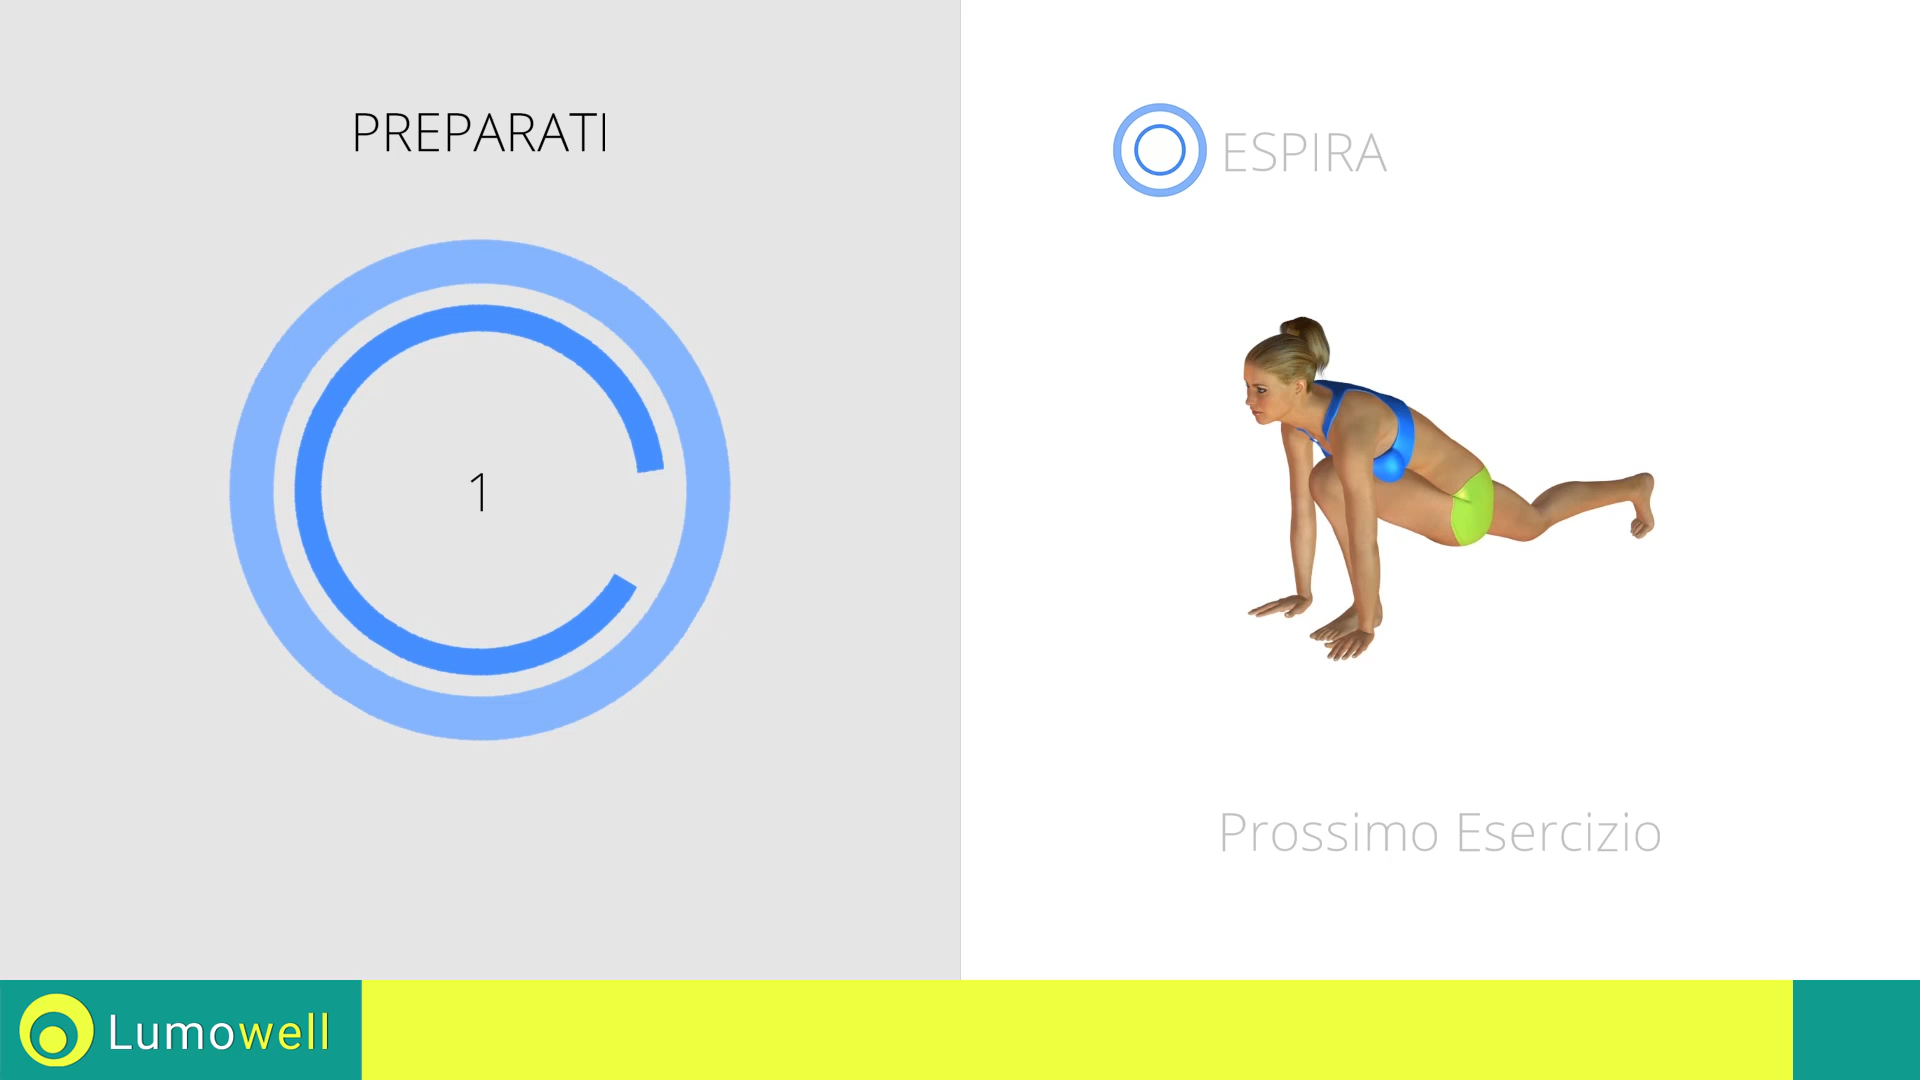 PREPARATI
1
ESPIRA
Prossimo Esercizio
Lumowell